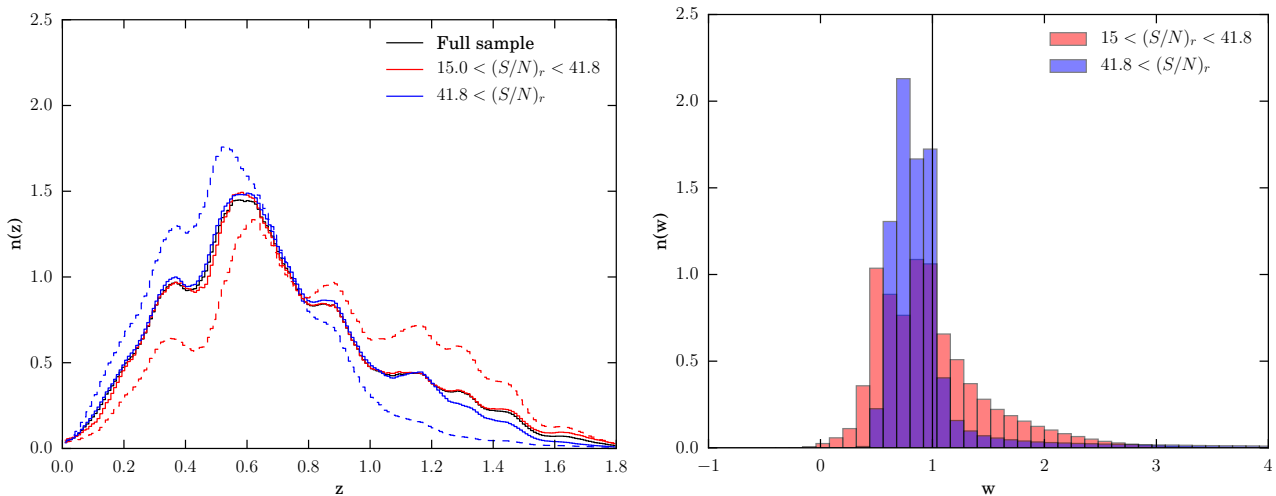 2.5
2.0
1.5
1.0
0.5
0.0
n(z)
Full sample
15.0 < (S/N)_r < 41.8
41.8 < (S/N)_r
0.0 0.2 0.4 0.6 0.8 1.0 1.2 1.4 1.6 1.8
z
2.5
2.0
1.5
1.0
0.5
0.0
n(w)
15 < (S/N)_r < 41.8
41.8 < (S/N)_r
−1 0 1 2 3 4
w